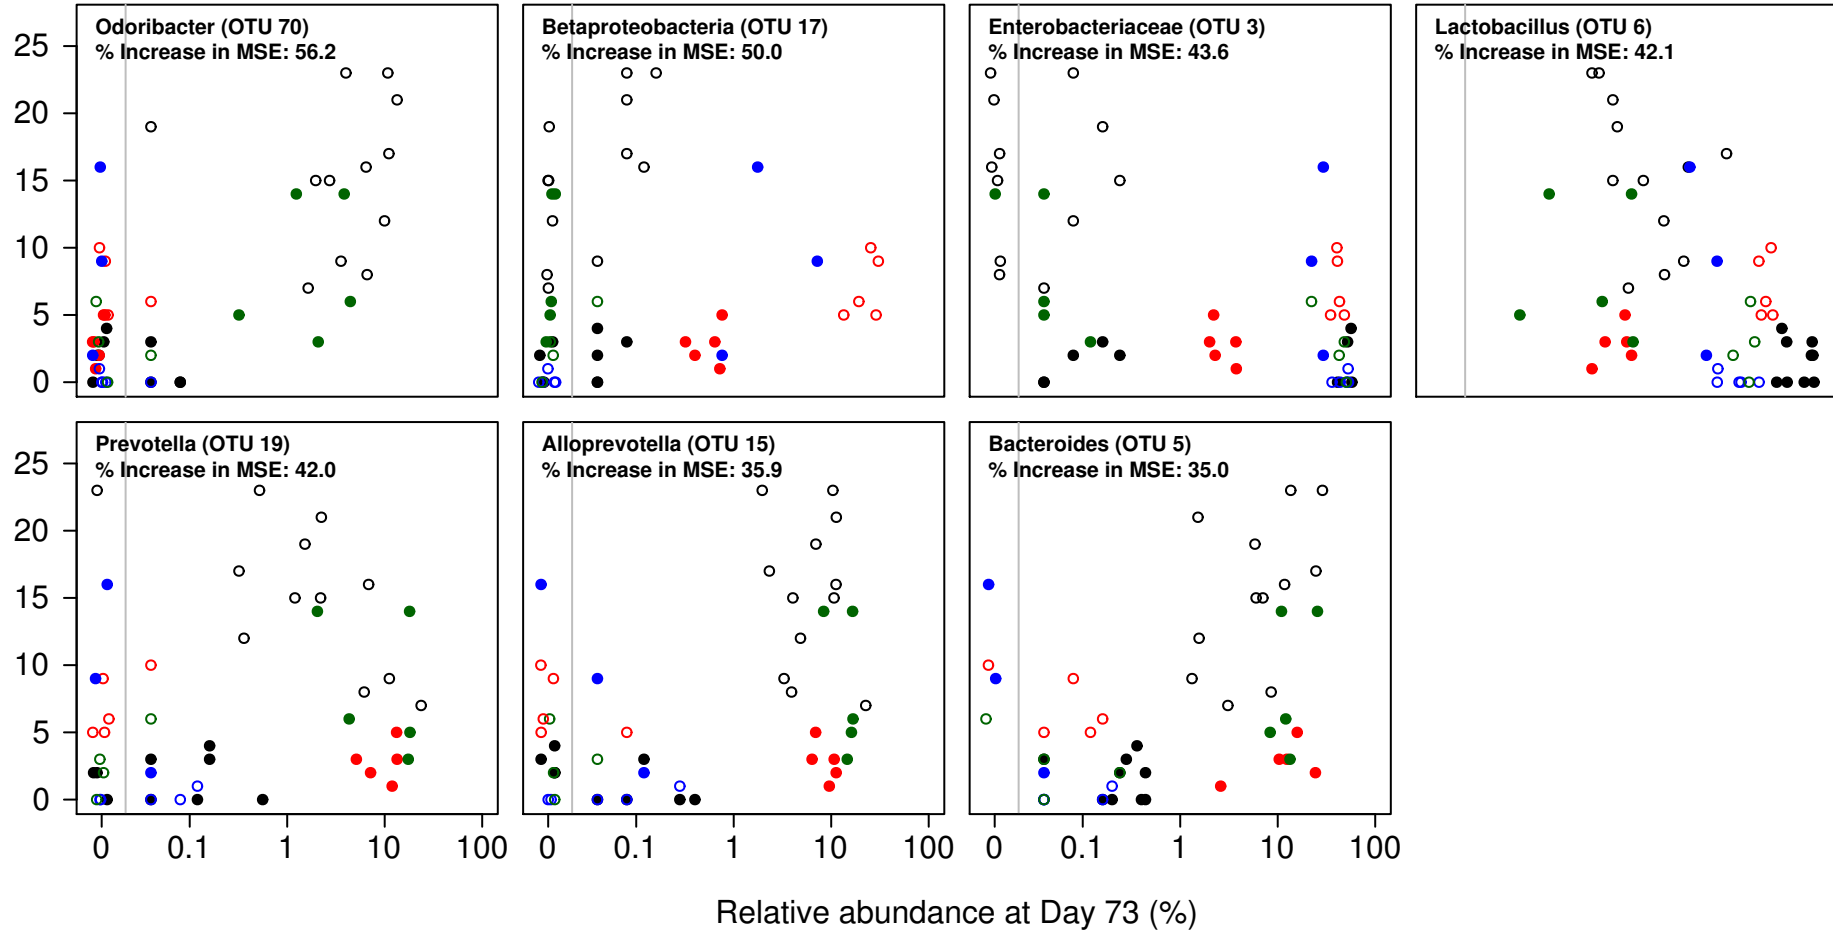 Odoribacter (OTU 70)
% Increase in MSE: 56.2
Betaproteobacteria (OTU 17)
% Increase in MSE: 50.0
Enterobacteriaceae (OTU 3)
% Increase in MSE: 43.6
Lactobacillus (OTU 6)
% Increase in MSE: 42.1
25
20
15
10
5
0
Prevotella (OTU 19)
% Increase in MSE: 42.0
Alloprevotella (OTU 15)
% Increase in MSE: 35.9
Bacteroides (OTU 5)
% Increase in MSE: 35.0
25
20
15
10
5
0
0 0.1 1 10 100
0 0.1 1 10 100
0 0.1 1 10 100
Relative abundance at Day 73 (%)